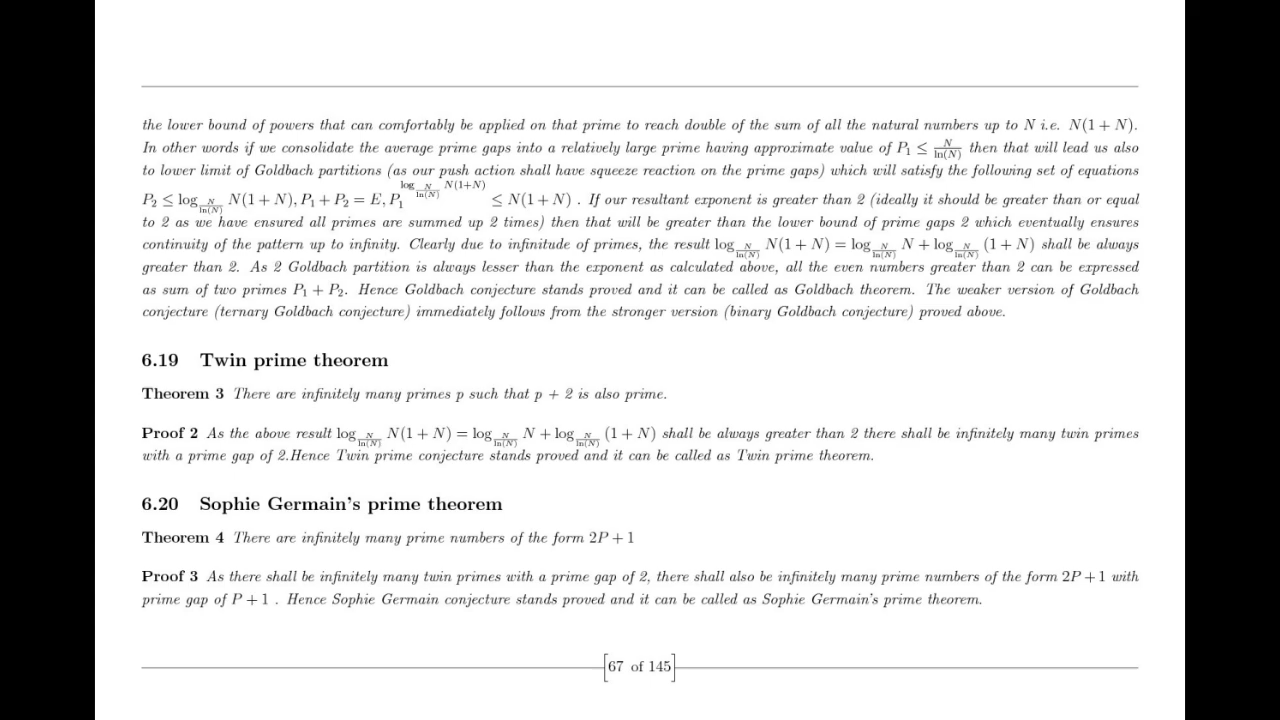 the lower bound of powers that can comfortably be applied on that prime to reach double of the sum of all the natural numbers up to N i.e. N(1 + N).
In other words if we consolidate the average prime gaps into a relatively large prime having approximate value of P₁ ≤ N/ln(N) then that will lead us also
to lower limit of Goldbach partitions (as our push action shall have squeeze reaction on the prime gaps) which will satisfy the following set of equations
P₂ ≤ log_{N/ln(N)} N(1 + N), P₁ + P₂ = E, P₁^{log_{N/ln(N)} N(1+N)} ≤ N(1 + N) . If our resultant exponent is greater than 2 (ideally it should be greater than or equal
to 2 as we have ensured all primes are summed up 2 times) then that will be greater than the lower bound of prime gaps 2 which eventually ensures
continuity of the pattern up to infinity. Clearly due to infinitude of primes, the result log_{N/ln(N)} N(1 + N) = log_{N/ln(N)} N + log_{N/ln(N)} (1 + N) shall be always
greater than 2. As 2 Goldbach partition is always lesser than the exponent as calculated above, all the even numbers greater than 2 can be expressed
as sum of two primes P₁ + P₂. Hence Goldbach conjecture stands proved and it can be called as Goldbach theorem. The weaker version of Goldbach
conjecture (ternary Goldbach conjecture) immediately follows from the stronger version (binary Goldbach conjecture) proved above.
6.19 Twin prime theorem
Theorem 3 There are infinitely many primes p such that p + 2 is also prime.
Proof 2 As the above result log_{N/ln(N)} N(1 + N) = log_{N/ln(N)} N + log_{N/ln(N)} (1 + N) shall be always greater than 2 there shall be infinitely many twin primes
with a prime gap of 2.Hence Twin prime conjecture stands proved and it can be called as Twin prime theorem.
6.20 Sophie Germain's prime theorem
Theorem 4 There are infinitely many prime numbers of the form 2P + 1
Proof 3 As there shall be infinitely many twin primes with a prime gap of 2, there shall also be infinitely many prime numbers of the form 2P + 1 with
prime gap of P + 1 . Hence Sophie Germain conjecture stands proved and it can be called as Sophie Germain's prime theorem.
[67 of 145]